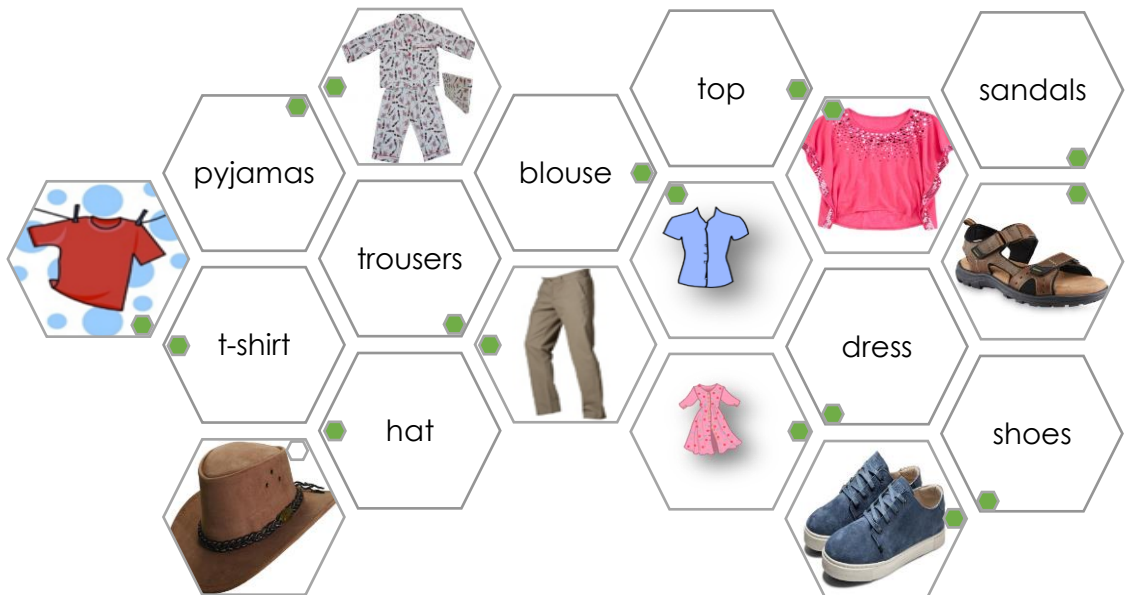 top
sandals
pyjamas
blouse
trousers
t-shirt
dress
hat
shoes